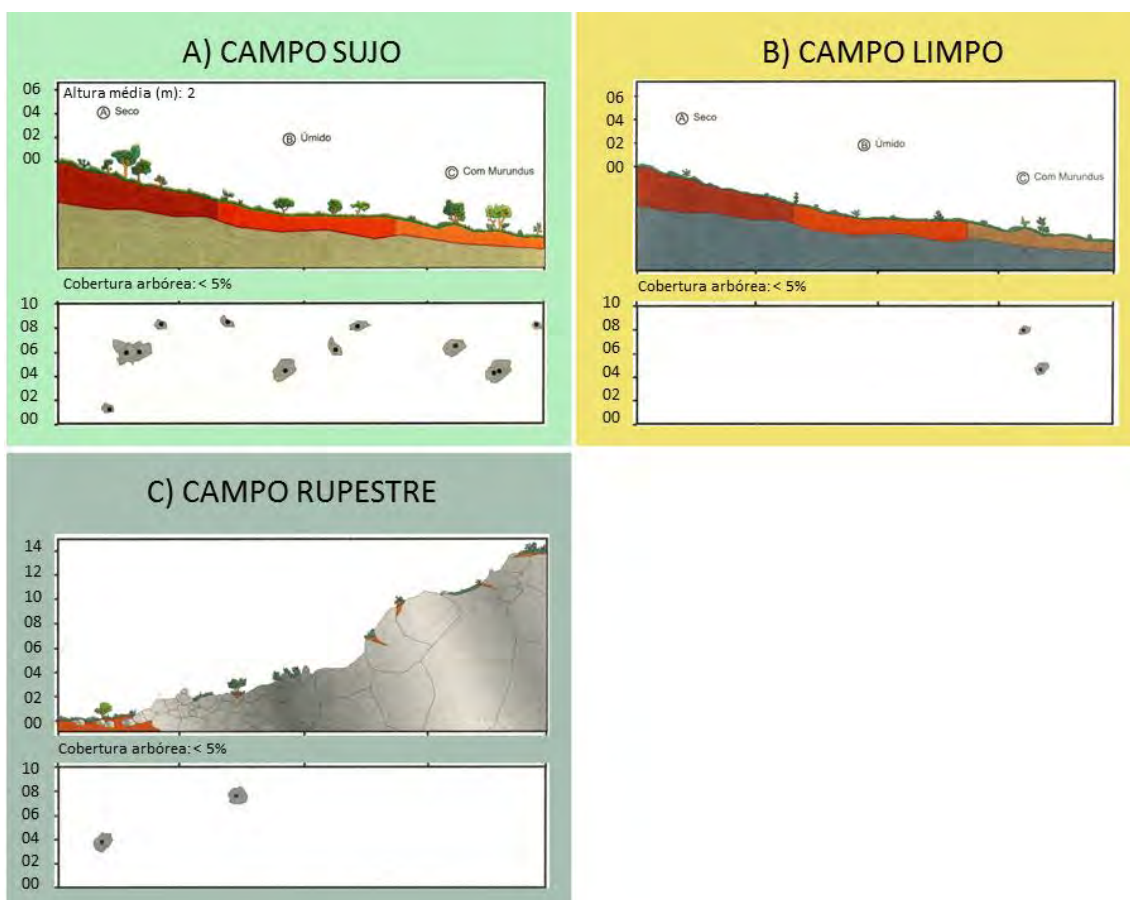 A) CAMPO SUJO
06
Altura média (m): 2
04
Ⓐ Seco
02
Ⓑ Úmido
00
Ⓒ Com Murundus
Cobertura arbórea: < 5%
10
08
06
04
02
00
B) CAMPO LIMPO
06
04
Ⓐ Seco
02
Ⓑ Úmido
00
Ⓒ Com Murundus
Cobertura arbórea: < 5%
10
08
06
04
02
00
C) CAMPO RUPESTRE
14
12
10
08
06
04
02
00
Cobertura arbórea: < 5%
10
08
06
04
02
00